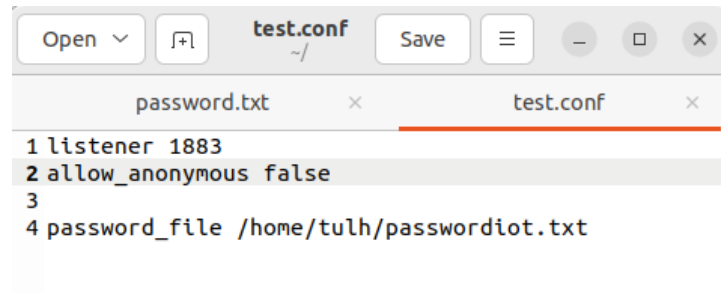 Open
test.conf
~/
Save
password.txt
test.conf
1 listener 1883
2 allow_anonymous false
3
4 password_file /home/tulh/passwordiot.txt